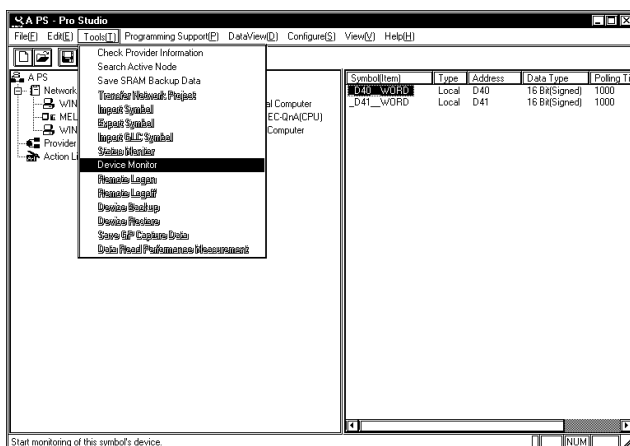 A PS - Pro Studio
File(F) Edit(E) Tools(T) Programming Support(P) DataView(D) Configure(S) View(V) Help(H)
Check Provider Information
Search Active Node
Save SRAM Backup Data
Transfer Network Project
Import Symbol
Export Symbol
Import GLC Symbol
Status Monitor
Device Monitor
Remote Logon
Remote Logoff
Device Backup
Device Restore
Save GP Capture Data
Data Read Performance Measurement
A PS
Network
WIN al Computer
MEL EC-QnA(CPU)
WIN Computer
Provider
Action Li
Symbol(Item) Type Address Data Type Polling Ti
_D40__WORD Local D40 16 Bit(Signed) 1000
_D41__WORD Local D41 16 Bit(Signed) 1000
Start monitoring of this symbol's device. NUM